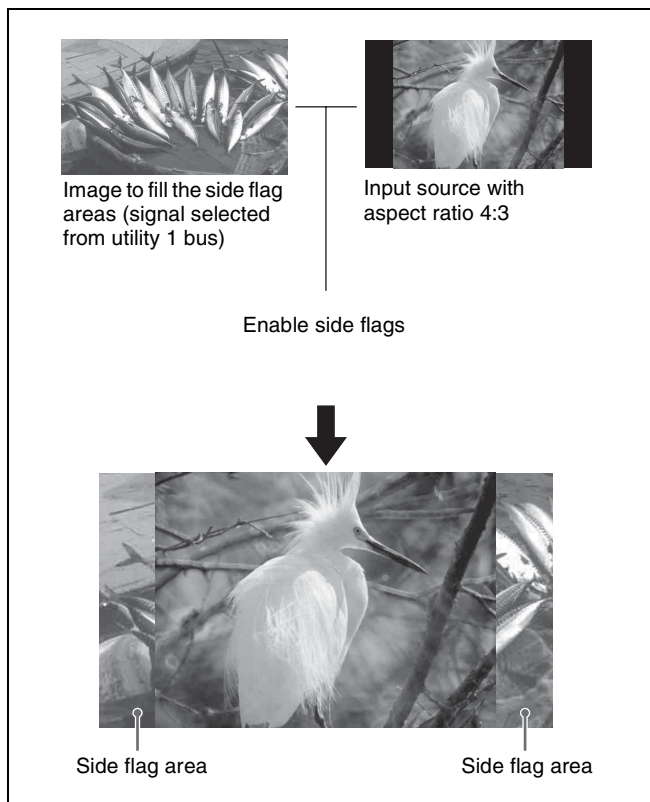 Image to fill the side flag
areas (signal selected
from utility 1 bus)
Input source with
aspect ratio 4:3
Enable side flags
Side flag area
Side flag area